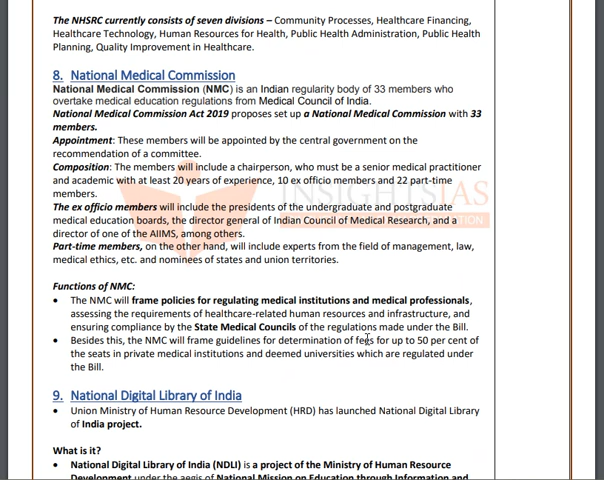 The NHSRC currently consists of seven divisions – Community Processes, Healthcare Financing,
Healthcare Technology, Human Resources for Health, Public Health Administration, Public Health
Planning, Quality Improvement in Healthcare.
8. National Medical Commission
National Medical Commission (NMC) is an Indian regularity body of 33 members who
overtake medical education regulations from Medical Council of India.
National Medical Commission Act 2019 proposes set up a National Medical Commission with 33
members.
Appointment: These members will be appointed by the central government on the
recommendation of a committee.
Composition: The members will include a chairperson, who must be a senior medical practitioner
and academic with at least 20 years of experience, 10 ex officio members and 22 part-time
members.
The ex officio members will include the presidents of the undergraduate and postgraduate
medical education boards, the director general of Indian Council of Medical Research, and a
director of one of the AIIMS, among others.
Part-time members, on the other hand, will include experts from the field of management, law,
medical ethics, etc. and nominees of states and union territories.
INSIGHTSIAS
Functions of NMC:
• The NMC will frame policies for regulating medical institutions and medical professionals,
assessing the requirements of healthcare-related human resources and infrastructure, and
ensuring compliance by the State Medical Councils of the regulations made under the Bill.
• Besides this, the NMC will frame guidelines for determination of fees for up to 50 per cent of
the seats in private medical institutions and deemed universities which are regulated under
the Bill.
9. National Digital Library of India
• Union Ministry of Human Resource Development (HRD) has launched National Digital Library
of India project.
What is it?
• National Digital Library of India (NDLI) is a project of the Ministry of Human Resource
Development under the aegis of National Mission on Education through Information and